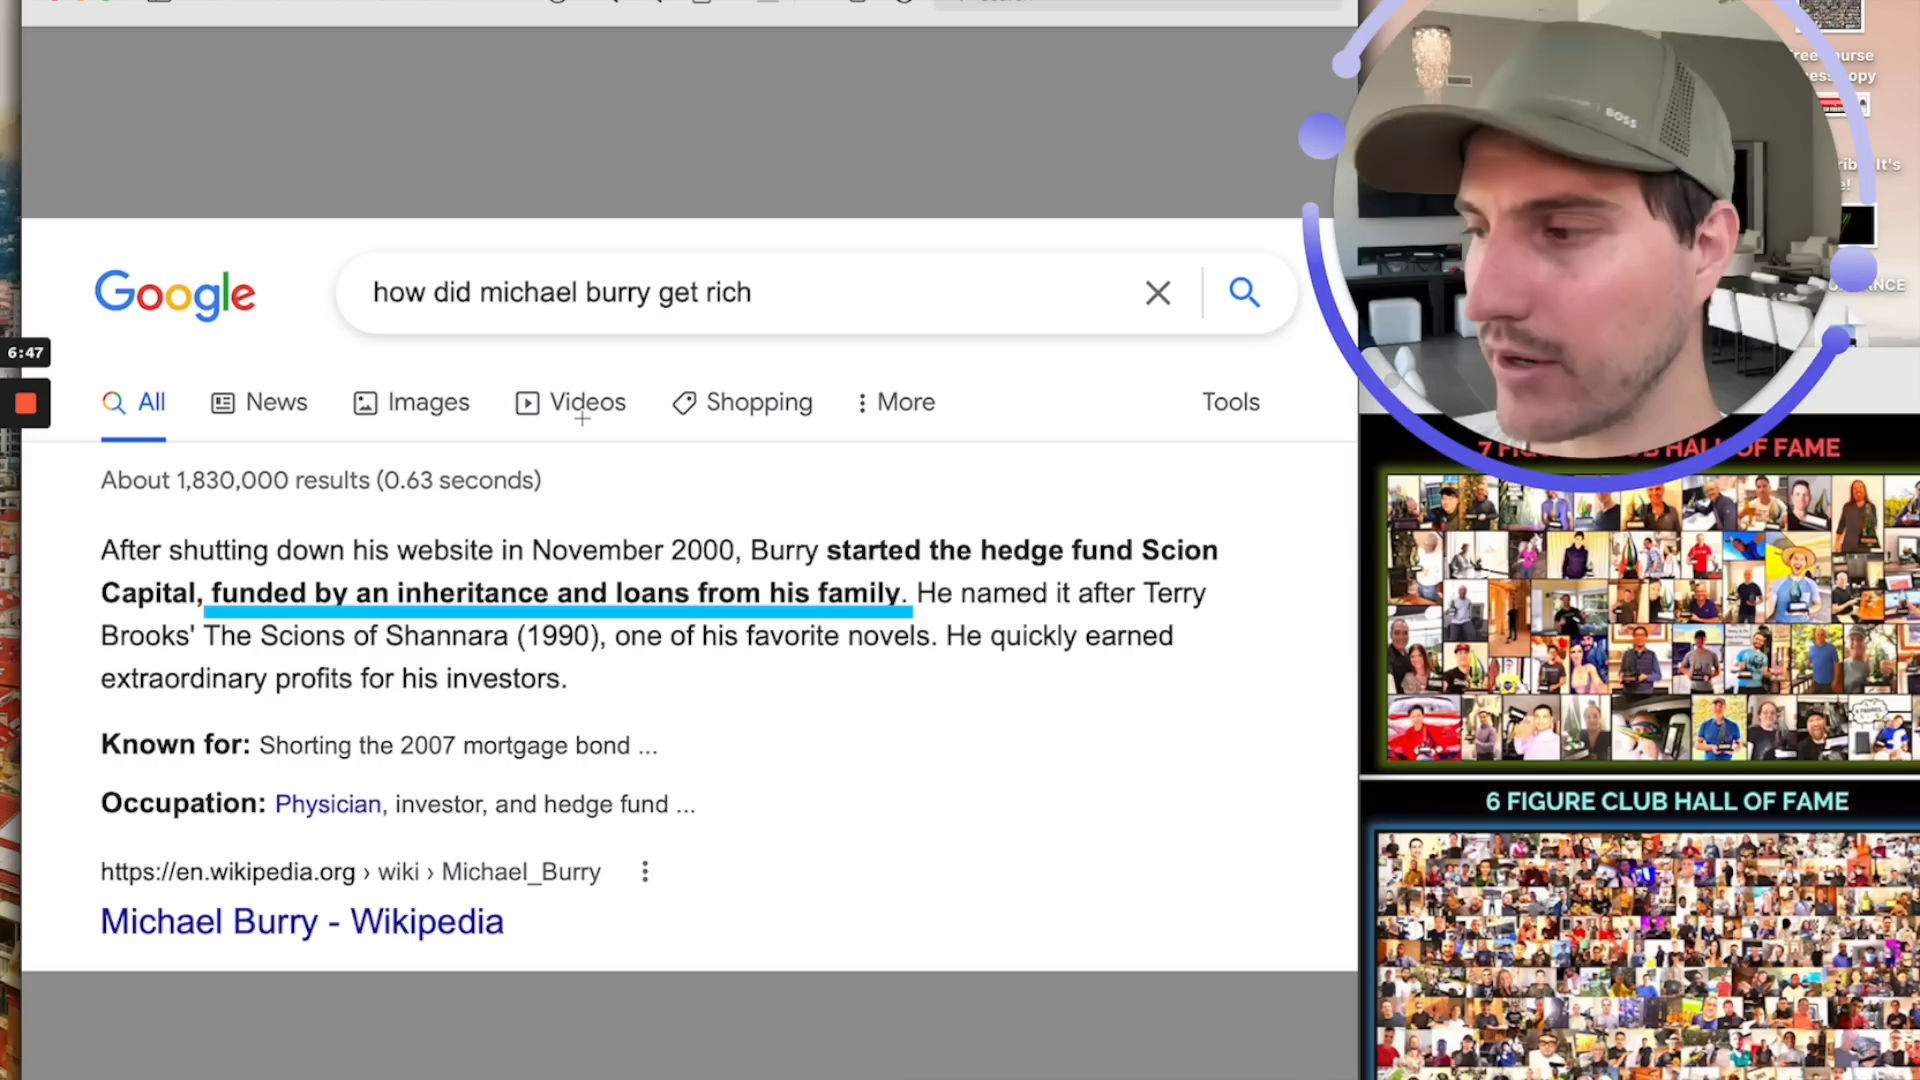 BOSS
Google
how did michael burry get rich
6:47
All
News
Images
Videos
Shopping
More
Tools
About 1,830,000 results (0.63 seconds)
After shutting down his website in November 2000, Burry started the hedge fund Scion
Capital, funded by an inheritance and loans from his family. He named it after Terry
Brooks' The Scions of Shannara (1990), one of his favorite novels. He quickly earned
extraordinary profits for his investors.
Known for: Shorting the 2007 mortgage bond ...
Occupation: Physician, investor, and hedge fund ...
https://en.wikipedia.org › wiki › Michael_Burry
Michael Burry - Wikipedia
HALL OF FAME
6 FIGURE CLUB HALL OF FAME